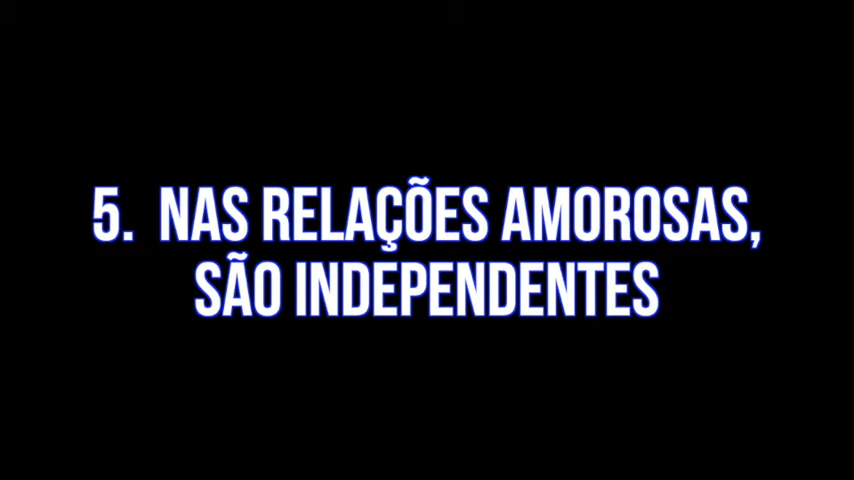 5. NAS RELAÇÕES AMOROSAS,
SÃO INDEPENDENTES